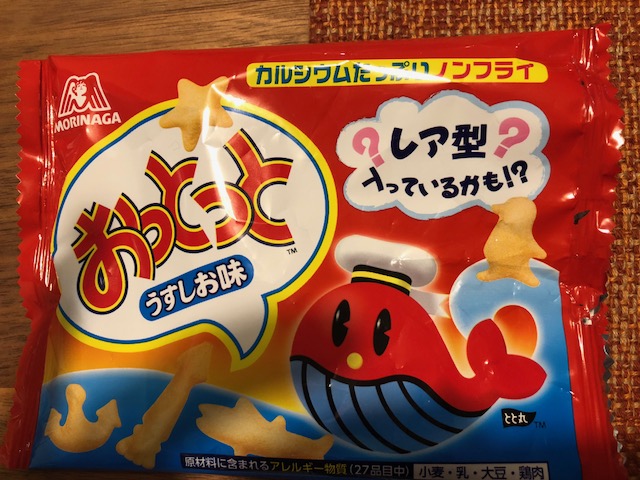 カルシウムたっぷりノンフライ
MORINAGA
レア型
入っているかも!?
おっとっと
TM
うすしお味
とと丸
TM
原材料に含まれるアレルギー物質(27品目中) 小麦・乳・大豆・鶏肉